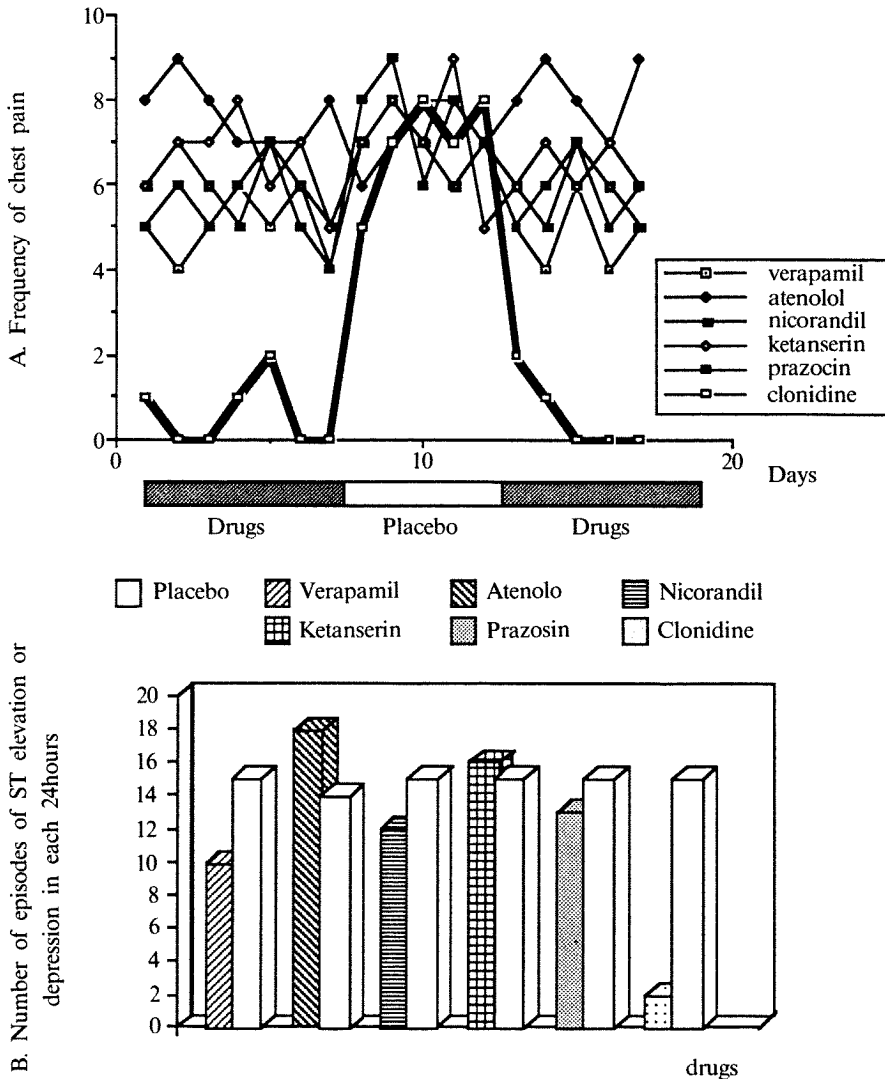 A. Frequency of chest pain
10
8
6
4
2
0
0
10
20
Days
verapamil
atenolol
nicorandil
ketanserin
prazocin
clonidine
Drugs
Placebo
Drugs
Placebo
Verapamil
Atenolo
Nicorandil
Ketanserin
Prazosin
Clonidine
B. Number of episodes of ST elevation or
depression in each 24hours
20
18
16
14
12
10
8
6
4
2
0
drugs